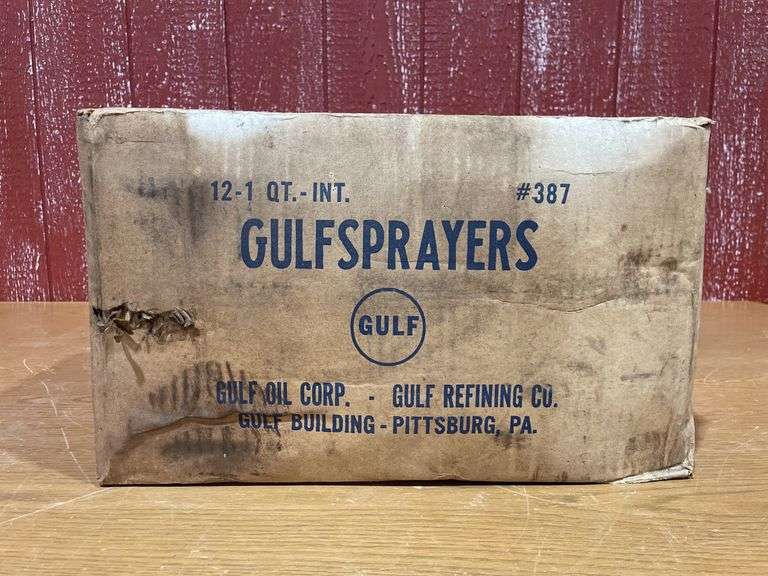 12-1 QT.-INT. #387
GULFSPRAYERS
GULF
GULF OIL CORP. - GULF REFINING CO.
GULF BUILDING - PITTSBURG, PA.